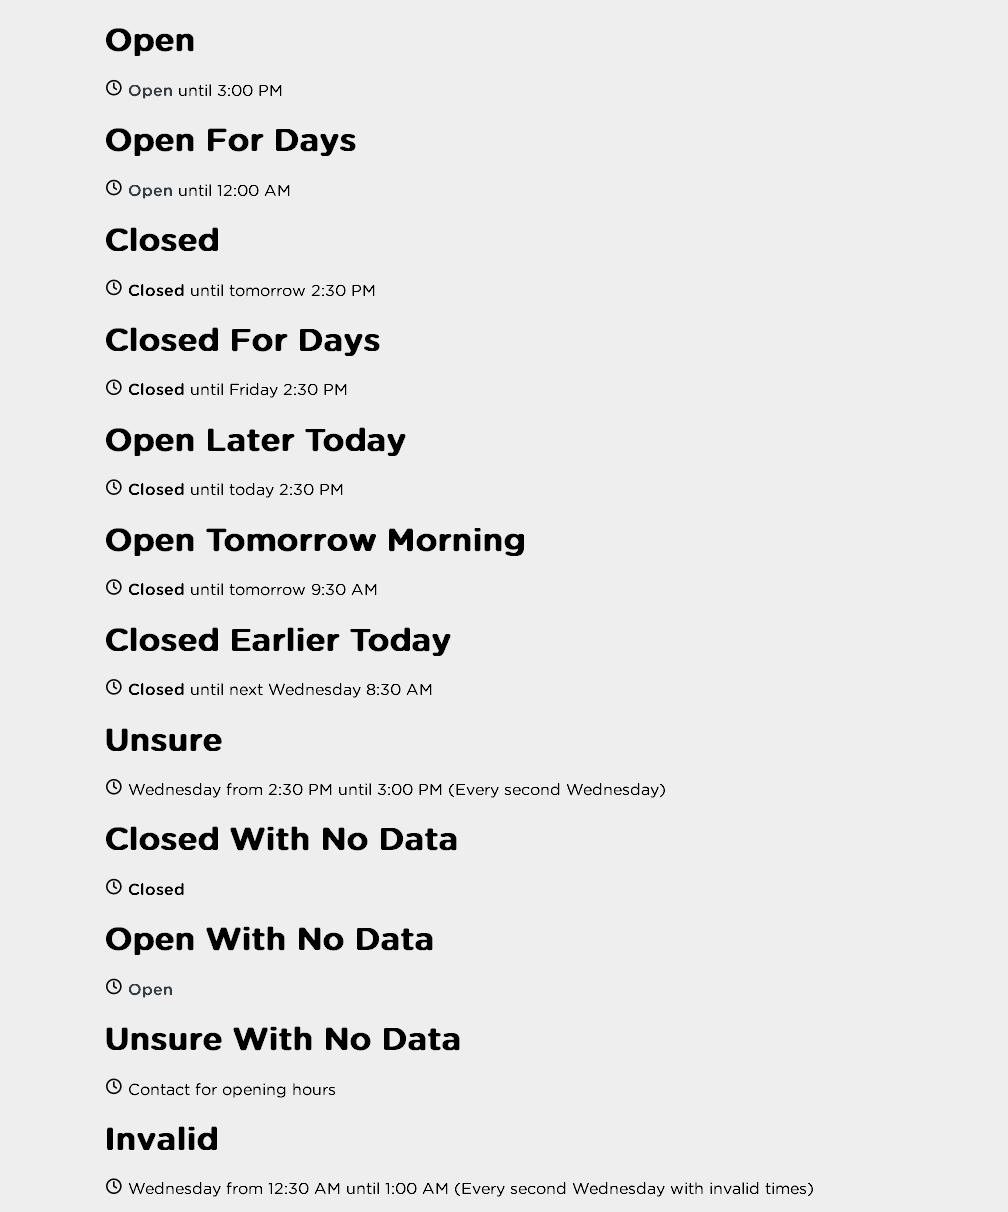 Open
Open until 3:00 PM
Open For Days
Open until 12:00 AM
Closed
Closed until tomorrow 2:30 PM
Closed For Days
Closed until Friday 2:30 PM
Open Later Today
Closed until today 2:30 PM
Open Tomorrow Morning
Closed until tomorrow 9:30 AM
Closed Earlier Today
Closed until next Wednesday 8:30 AM
Unsure
Wednesday from 2:30 PM until 3:00 PM (Every second Wednesday)
Closed With No Data
Closed
Open With No Data
Open
Unsure With No Data
Contact for opening hours
Invalid
Wednesday from 12:30 AM until 1:00 AM (Every second Wednesday with invalid times)